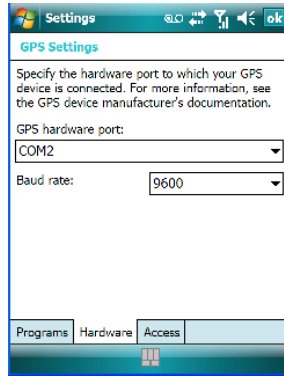 Settings
ok
GPS Settings
Specify the hardware port to which your GPS
device is connected. For more information, see
the GPS device manufacturer's documentation.
GPS hardware port:
COM2
Baud rate: 9600
Programs Hardware Access